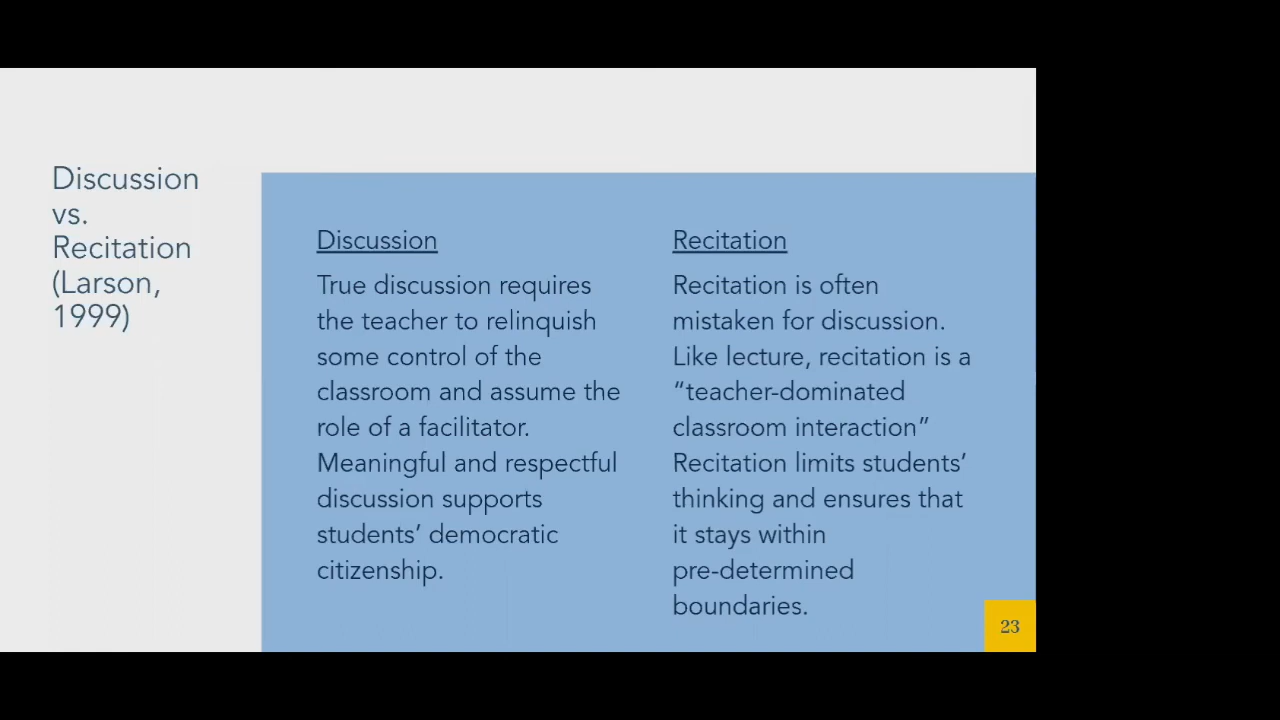 Discussion
vs.
Recitation
(Larson,
1999)
Discussion
True discussion requires
the teacher to relinquish
some control of the
classroom and assume the
role of a facilitator.
Meaningful and respectful
discussion supports
students’ democratic
citizenship.
Recitation
Recitation is often
mistaken for discussion.
Like lecture, recitation is a
“teacher-dominated
classroom interaction”
Recitation limits students’
thinking and ensures that
it stays within
pre-determined
boundaries.
23